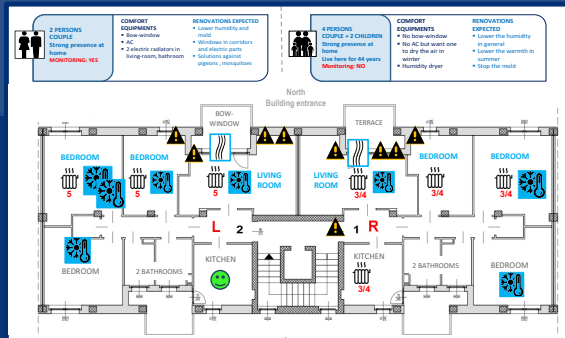 2 PERSONS
COUPLE
Strong presence at
home
MONITORING: YES
COMFORT
EQUIPMENTS
• Bow-window
• AC
• 2 electric radiators in
living-room, bathroom
RENOVATIONS EXPECTED
• Lower humidity and
mold
• Windows in corridors
and electric parts
• Solutions against
pigeons , mosquitoes
4 PERSONS
COUPLE + 2 CHILDREN
Strong presence at
home
Live here for 44 years
Monitoring: NO
COMFORT
EQUIPMENTS
• No bow-window
• No AC but want one
to dry the air in
winter
• Humidity dryer
RENOVATIONS
EXPECTED
• Lower the humidity
in general
• Lower the warmth in
summer
• Stop the mold
North
Building entrance
BOW-
WINDOW
TERRACE
BEDROOM
5
BEDROOM
5
5
LIVING
ROOM
LIVING
ROOM
3/4
BEDROOM
3/4
BEDROOM
3/4
L
2
1
R
BEDROOM
2 BATHROOMS
KITCHEN
KITCHEN
3/4
2 BATHROOMS
BEDROOM